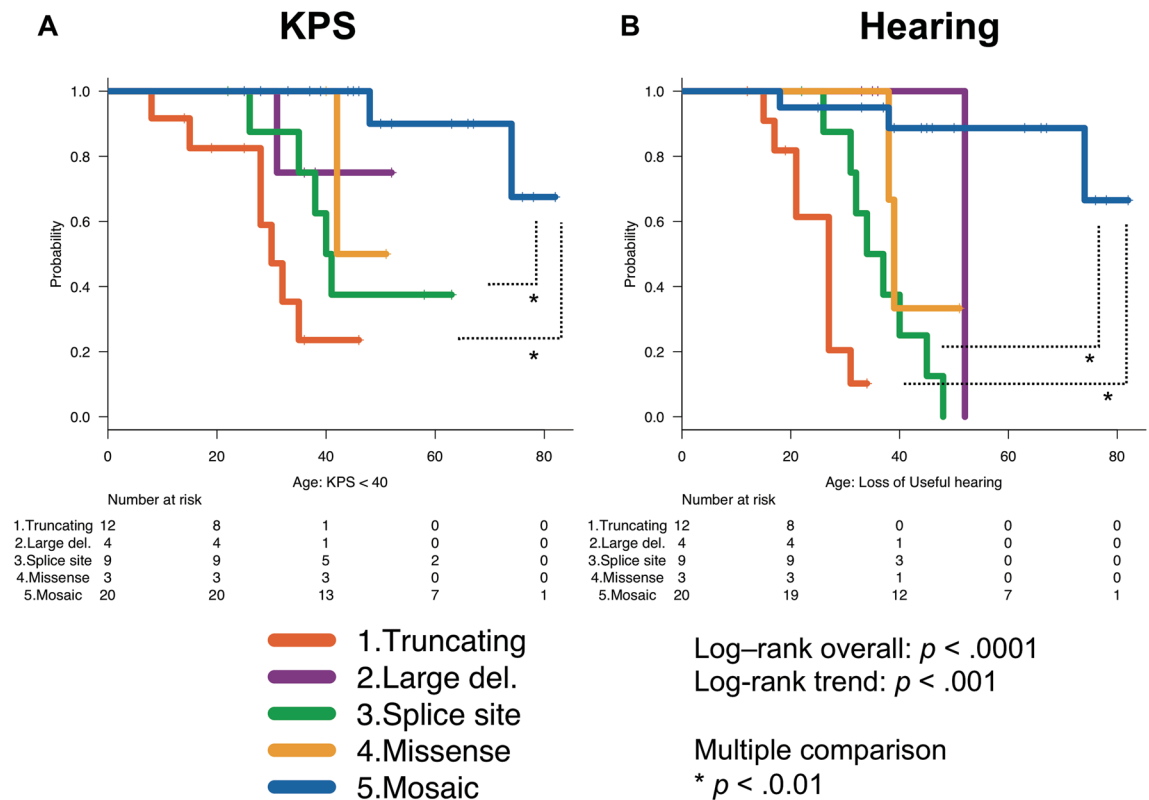 A KPS
B Hearing
Probability
1.0
0.8
0.6
0.4
0.2
0.0
*
*
0 20 40 60 80
Age: KPS < 40
Number at risk
1.Truncating 12 8 1 0 0
2.Large del. 4 4 1 0 0
3.Splice site 9 9 5 2 0
4.Missense 3 3 3 0 0
5.Mosaic 20 20 13 7 1
Probability
1.0
0.8
0.6
0.4
0.2
0.0
*
*
0 20 40 60 80
Age: Loss of Useful hearing
Number at risk
1.Truncating 12 8 0 0 0
2.Large del. 4 4 1 0 0
3.Splice site 9 9 3 0 0
4.Missense 3 3 1 0 0
5.Mosaic 20 19 12 7 1
1.Truncating
2.Large del.
3.Splice site
4.Missense
5.Mosaic
Log–rank overall: p < .0001
Log-rank trend: p < .001
Multiple comparison
* p < .0.01